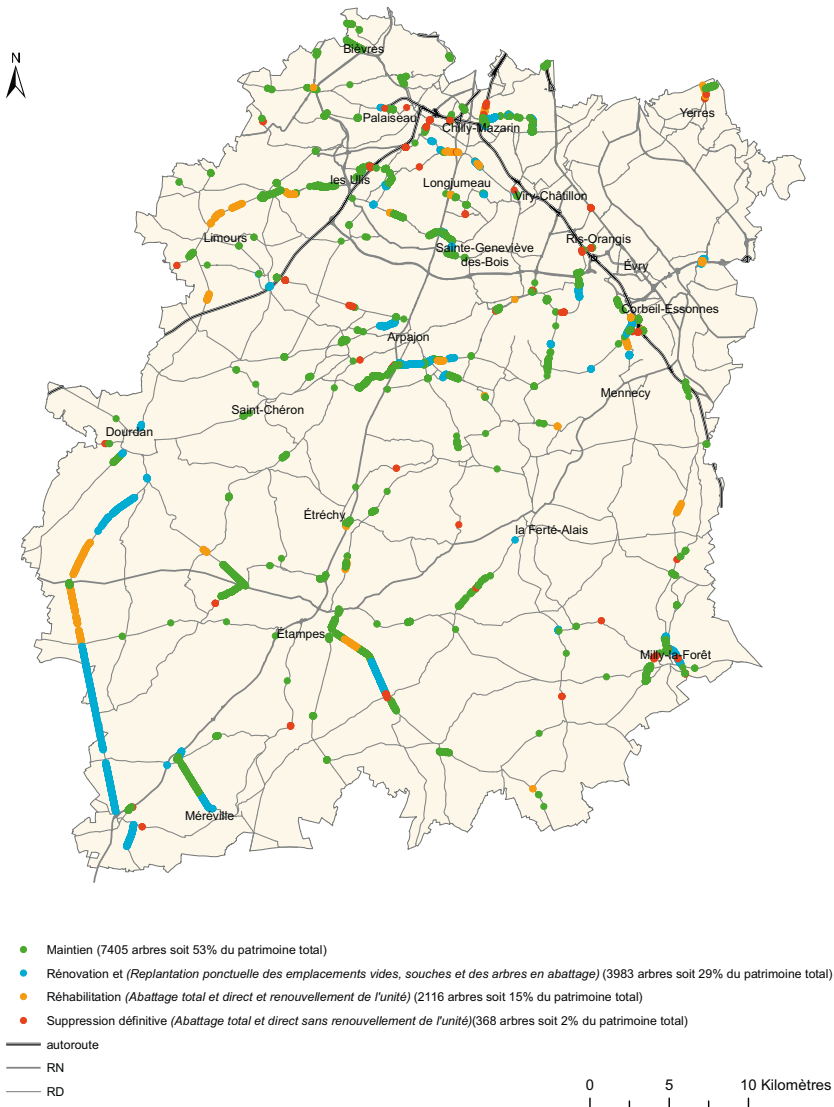 N
Bièvres
Yerres
Palaiseau
Chilly-Mazarin
les Ulis
Longjumeau
Viry-Châtillon
Limours
Ris-Orangis
Sainte-Geneviève
des-Bois
Évry
Corbeil-Essonnes
Arpajon
Mennecy
Saint-Chéron
Dourdan
Étréchy
la Ferté-Alais
Étampes
Milly-la-Forêt
Méréville
Maintien (7405 arbres soit 53% du patrimoine total)
Rénovation et (Replantation ponctuelle des emplacements vides, souches et des arbres en abattage) (3983 arbres soit 29% du patrimoine total)
Réhabilitation (Abattage total et direct et renouvellement de l'unité) (2116 arbres soit 15% du patrimoine total)
Suppression définitive (Abattage total et direct sans renouvellement de l'unité)(368 arbres soit 2% du patrimoine total)
autoroute
RN
RD
0 5 10 Kilomètres